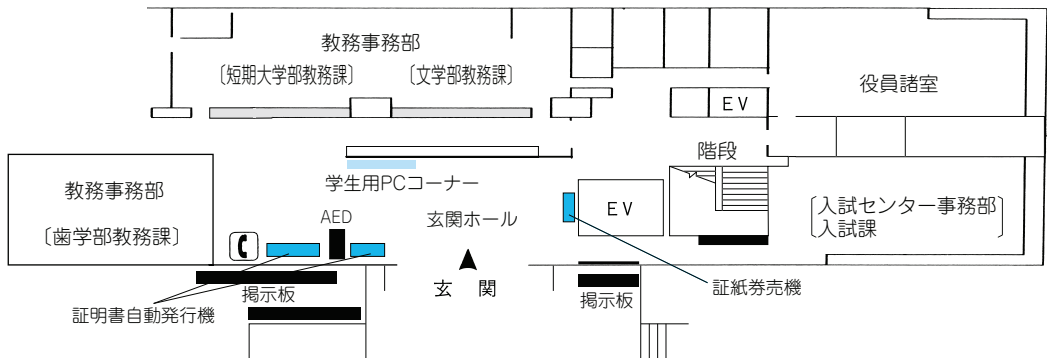 教務事務部
〔短期大学部教務課〕
〔文学部教務課〕
役員諸室
EV
階段
教務事務部
〔歯学部教務課〕
学生用PCコーナー
AED
玄関ホール
EV
〔入試センター事務部
入試課〕
玄 関
掲示板
掲示板
証紙券売機
証明書自動発行機